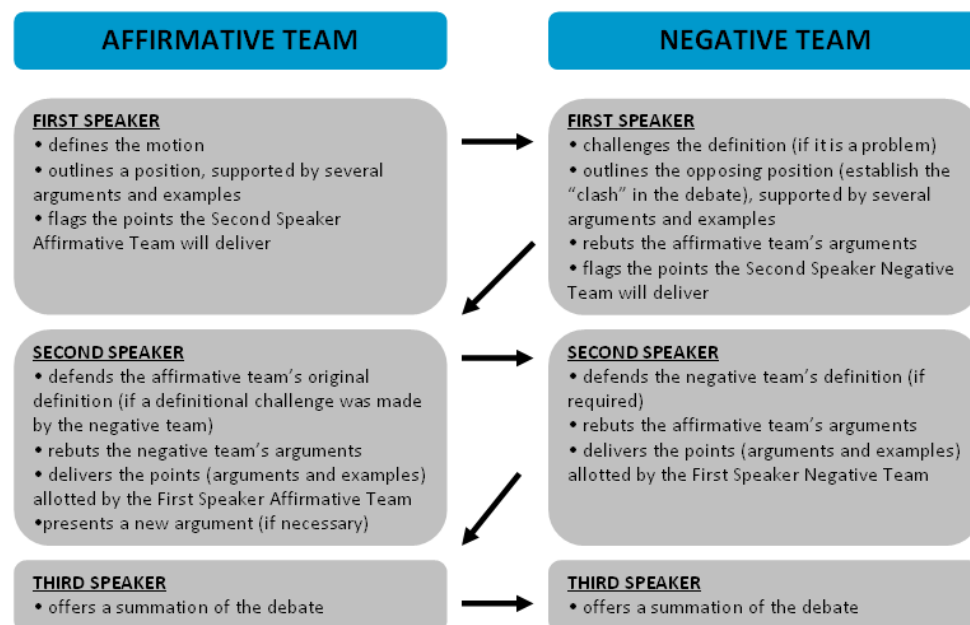 AFFIRMATIVE TEAM
NEGATIVE TEAM
FIRST SPEAKER
• defines the motion
• outlines a position, supported by several
arguments and examples
• flags the points the Second Speaker
Affirmative Team will deliver
FIRST SPEAKER
• challenges the definition (if it is a problem)
• outlines the opposing position (establish the
“clash” in the debate), supported by several
arguments and examples
• rebuts the affirmative team’s arguments
• flags the points the Second Speaker Negative
Team will deliver
SECOND SPEAKER
• defends the affirmative team’s original
definition (if a definitional challenge was made
by the negative team)
• rebuts the negative team’s arguments
• delivers the points (arguments and examples)
allotted by the First Speaker Affirmative Team
•presents a new argument (if necessary)
SECOND SPEAKER
• defends the negative team’s definition (if
required)
• rebuts the affirmative team’s arguments
• delivers the points (arguments and examples)
allotted by the First Speaker Negative Team
THIRD SPEAKER
• offers a summation of the debate
THIRD SPEAKER
• offers a summation of the debate